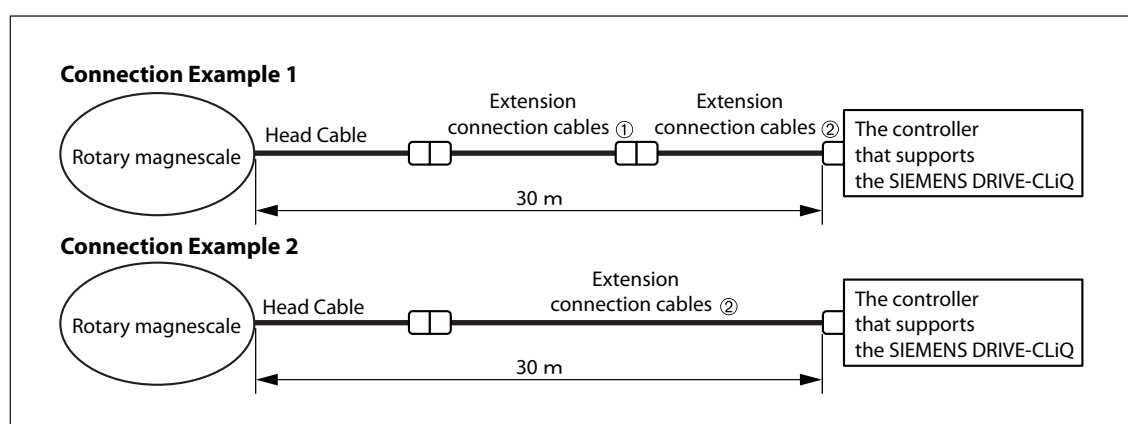 Connection Example 1
Extension
connection cables ①
Extension
connection cables ②
Head Cable
Rotary magnescale
The controller
that supports
the SIEMENS DRIVE-CLiQ
30 m
Connection Example 2
Extension
connection cables ②
Head Cable
Rotary magnescale
The controller
that supports
the SIEMENS DRIVE-CLiQ
30 m